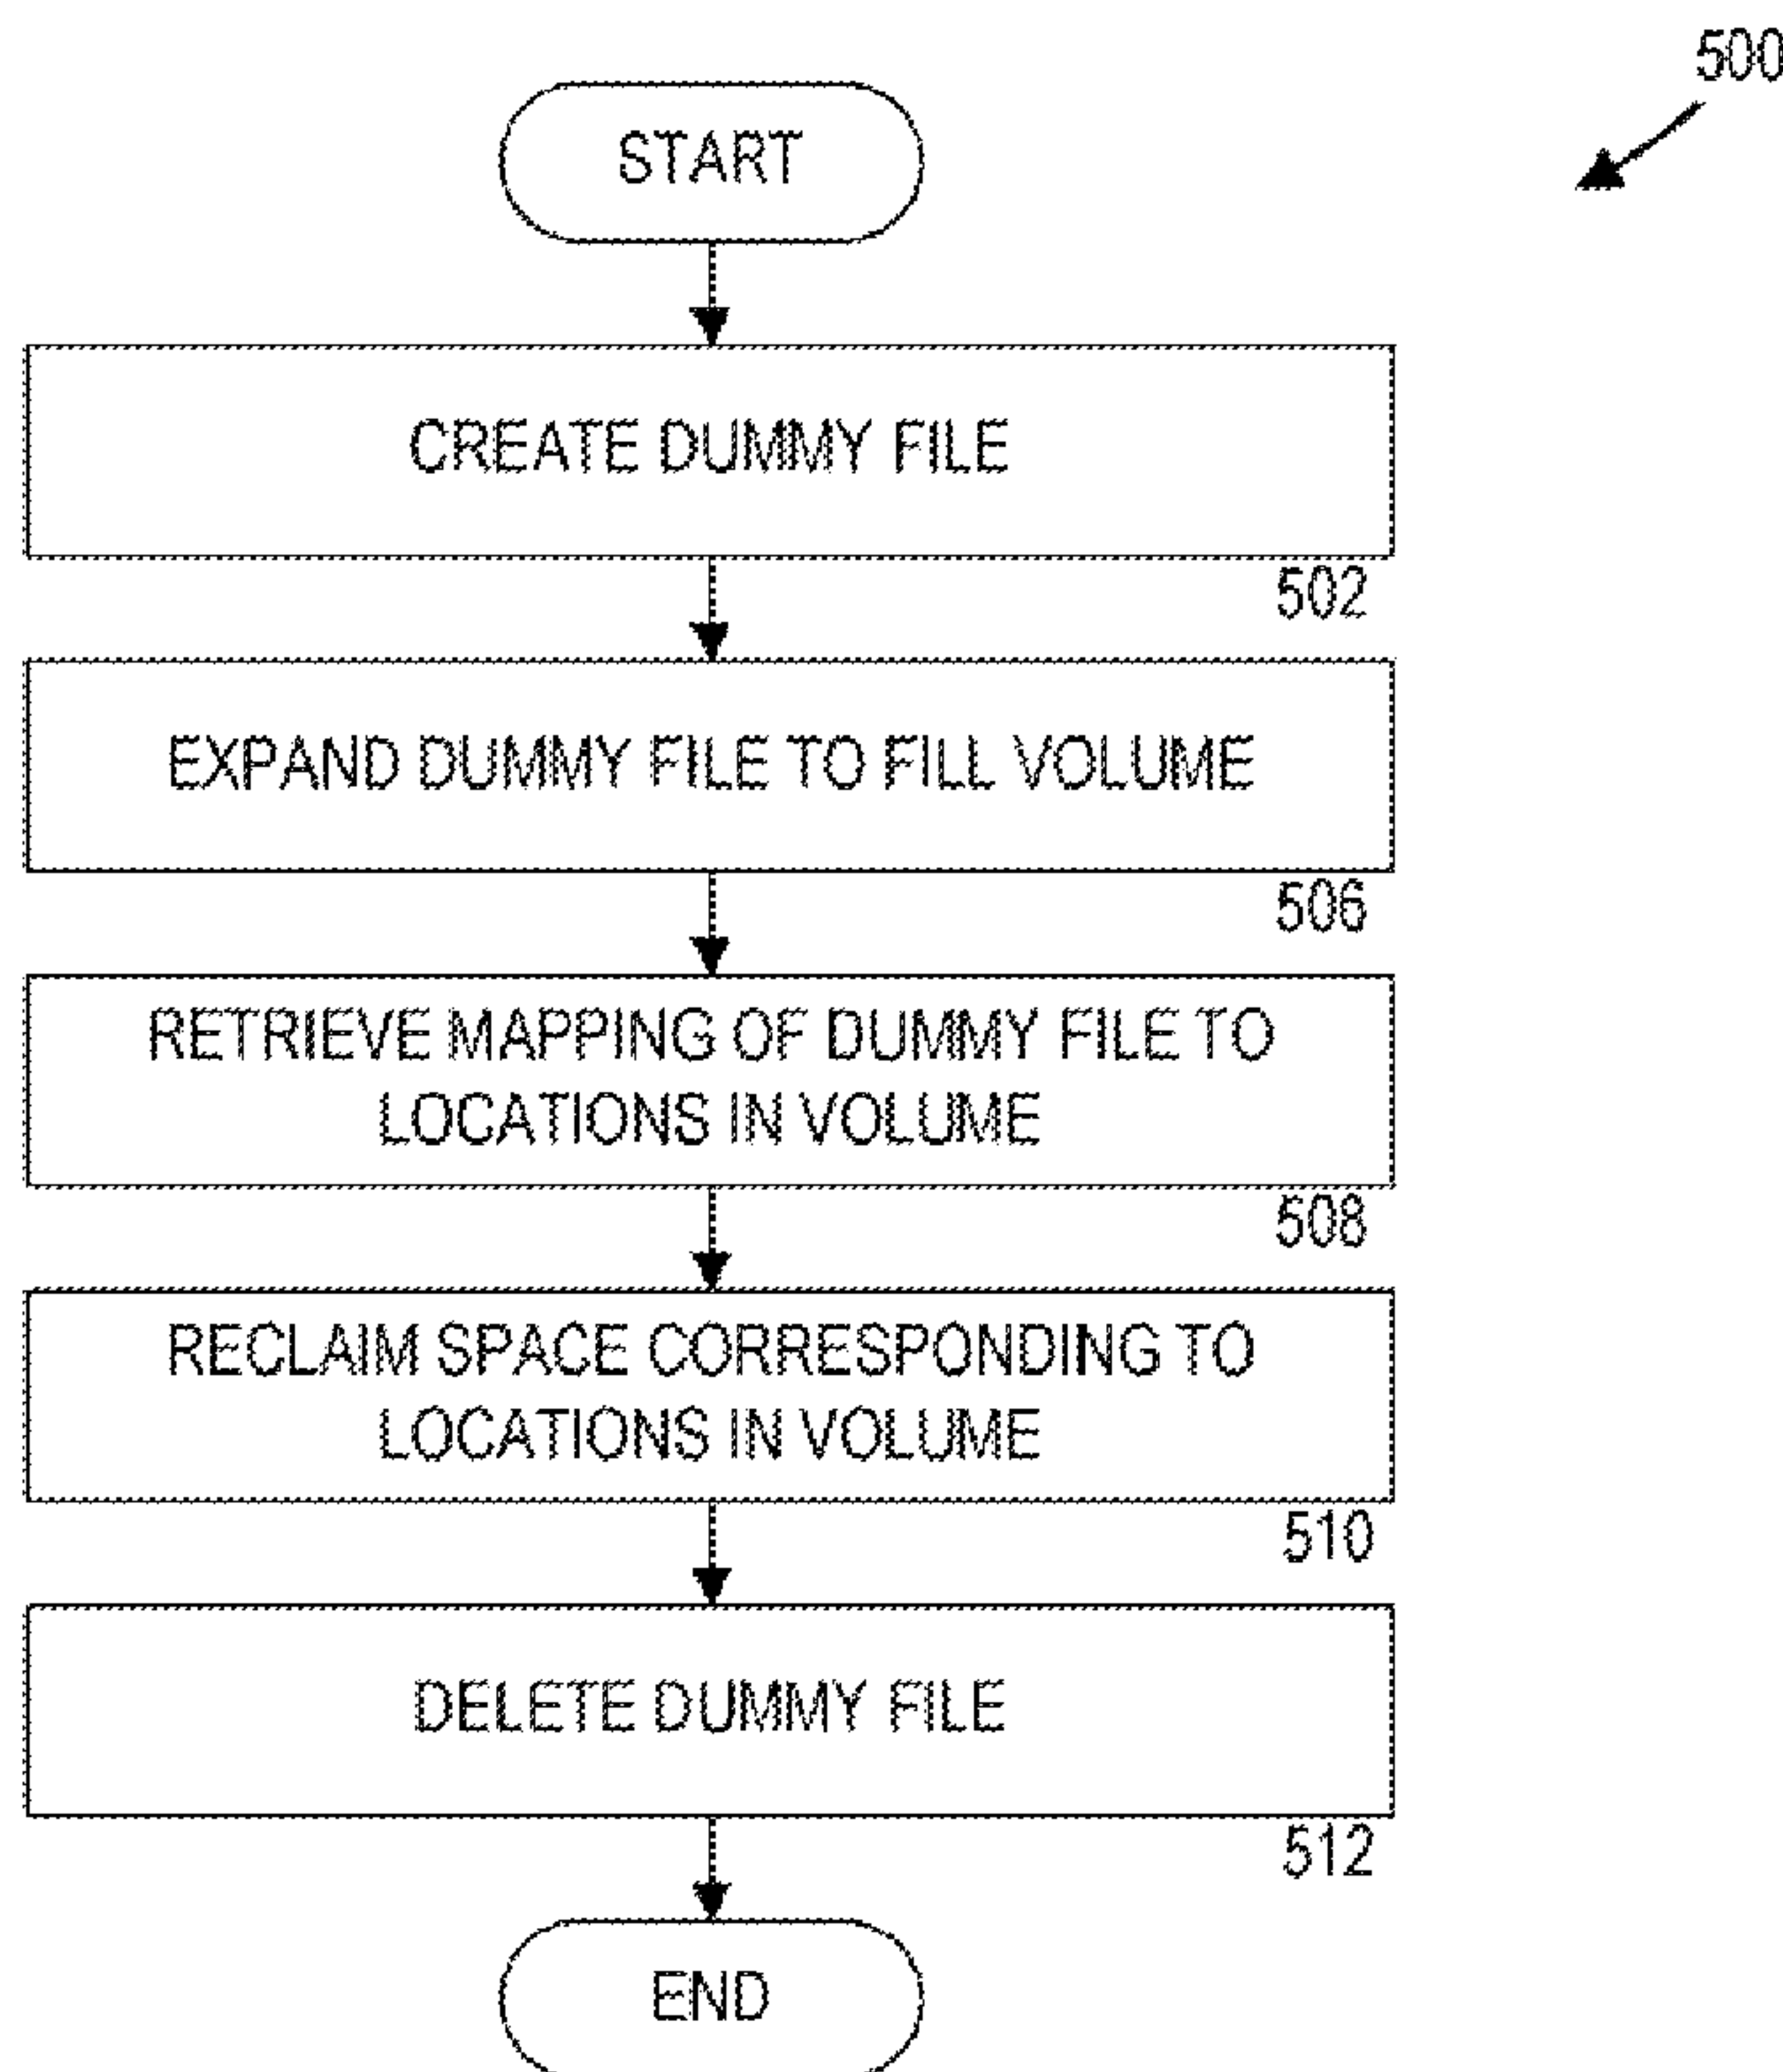 500
START
CREATE DUMMY FILE
502
EXPAND DUMMY FILE TO FILL VOLUME
506
RETRIEVE MAPPING OF DUMMY FILE TO
LOCATIONS IN VOLUME
508
RECLAIM SPACE CORRESPONDING TO
LOCATIONS IN VOLUME
510
DELETE DUMMY FILE
512
END